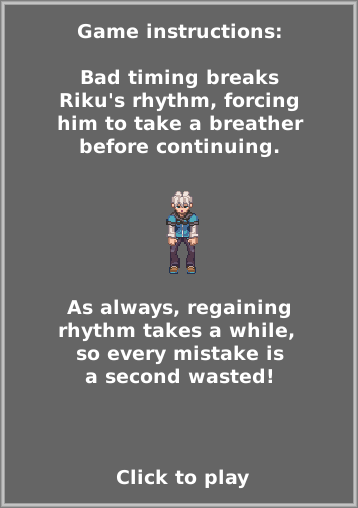 Game instructions:
Bad timing breaks
Riku's rhythm, forcing
him to take a breather
before continuing.
As always, regaining
rhythm takes a while,
so every mistake is
a second wasted!
Click to play